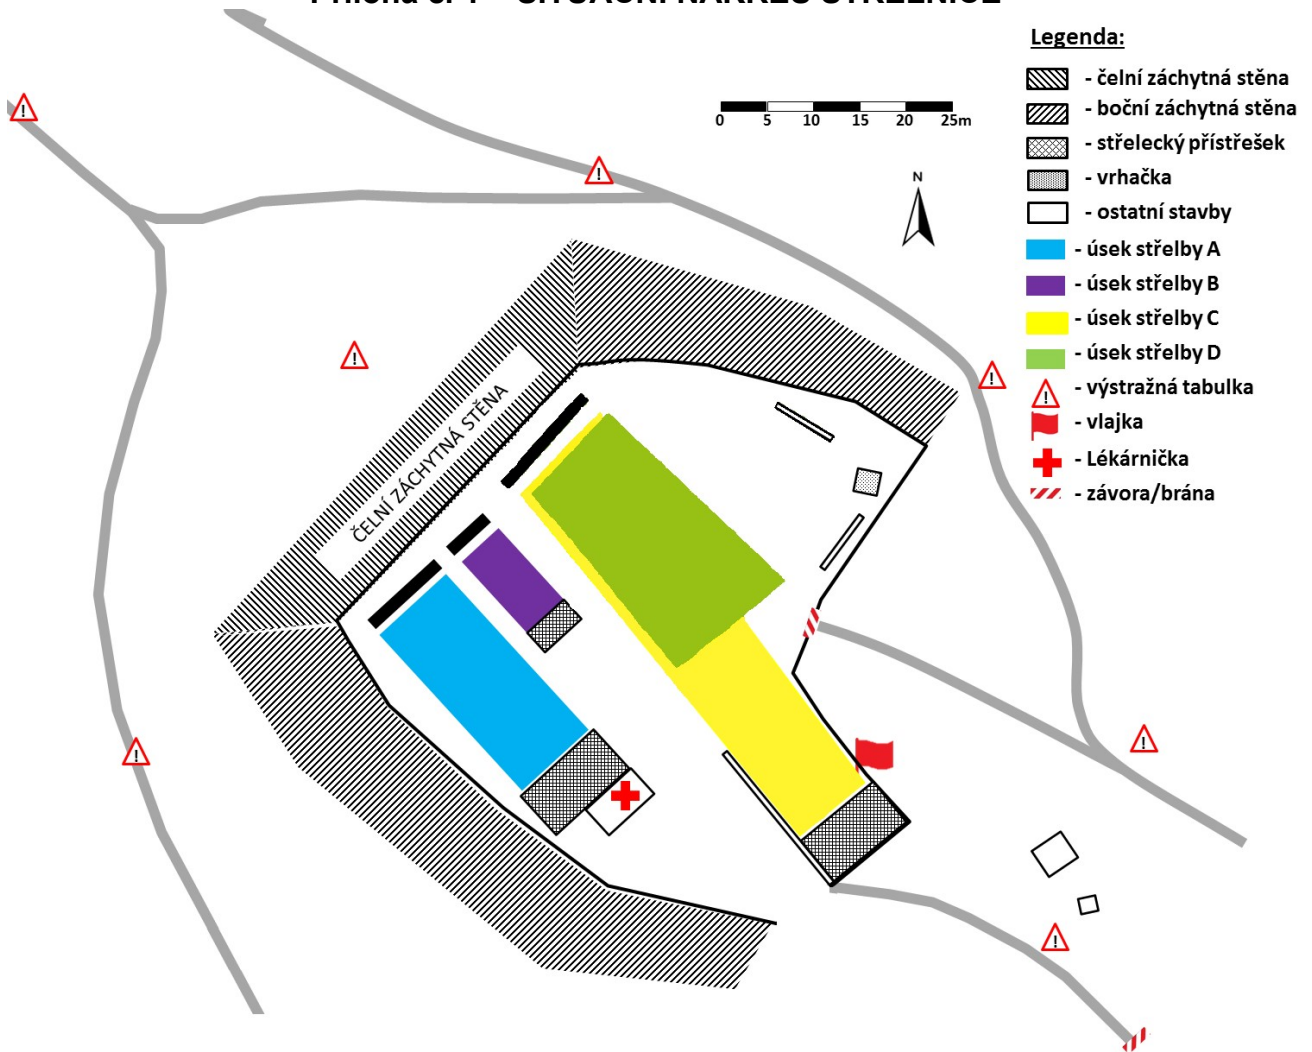 Legenda:
- čelní záchytná stěna
- boční záchytná stěna
- střelecký přístřešek
- vrhačka
- ostatní stavby
- úsek střelby A
- úsek střelby B
- úsek střelby C
- úsek střelby D
- výstražná tabulka
- vlajka
- Lékárnička
- závora/brána
0 5 10 15 20 25m
N
ČELNÍ ZÁCHYTNÁ STĚNA